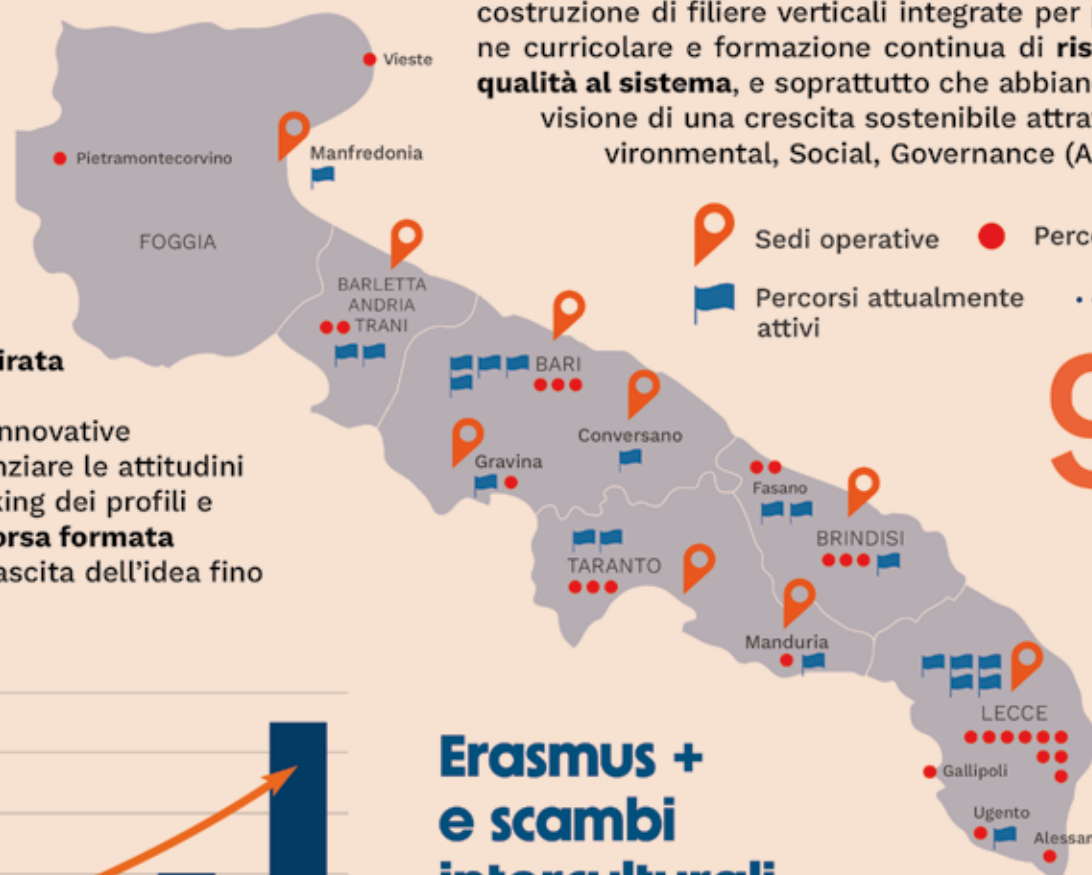 costruzione di filiere verticali integrate per
ne curricolare e formazione continua di ris
qualità al sistema, e soprattutto che abbian
visione di una crescita sostenibile attra
vironmental, Social, Governance (A
Vieste
Pietramontecorvino
Manfredonia
FOGGIA
Sedi operative
Perc
Percorsi attualmente
attivi
BARLETTA
ANDRIA
TRANI
irata
BARI
nnovative
Conversano
nziare le attitudini
Gravina
king dei profili e
Fasano
orsa formata
BRINDISI
TARANTO
ascita dell'idea fino
Manduria
LECCE
Gallipoli
Ugento
Alessan
Erasmus +
e scambi
interculturali